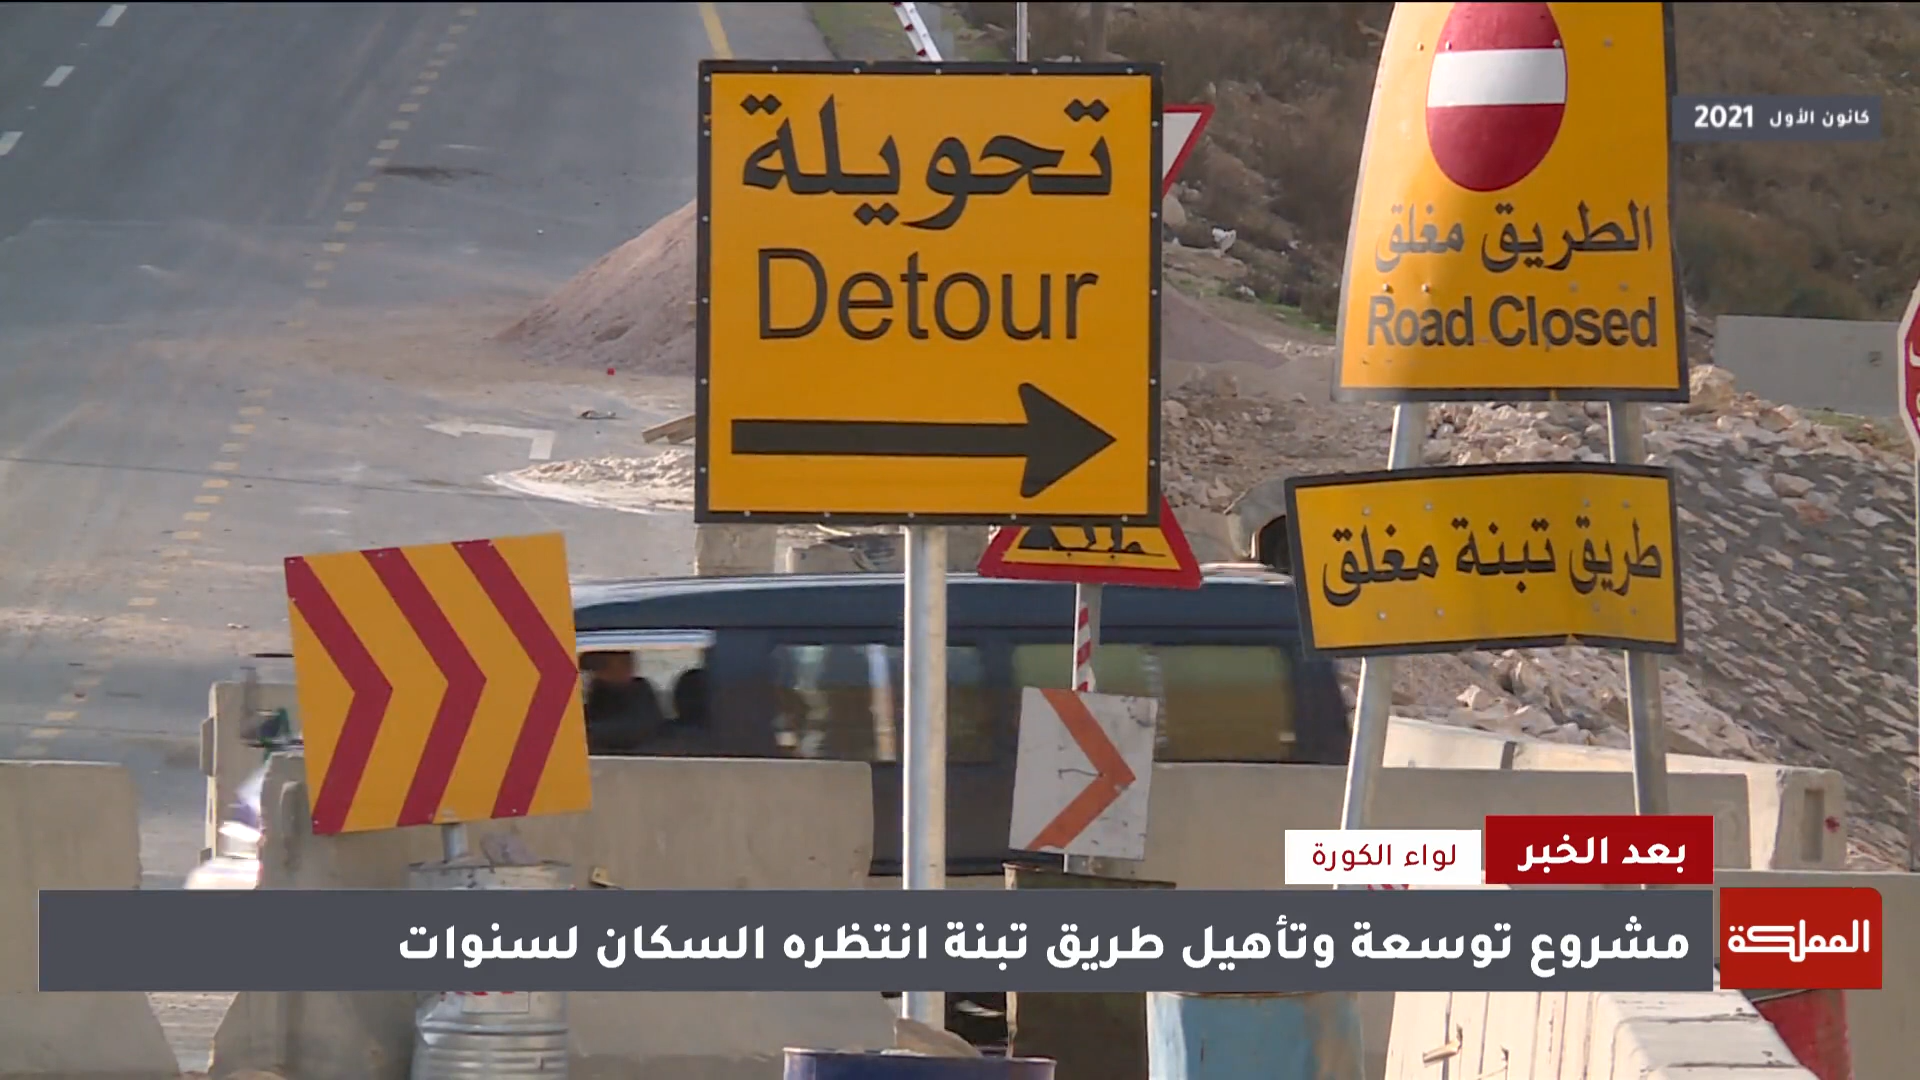 تحويلة
Detour
الطريق مغلق
Road Closed
طريق تبنة مغلق
كانون الأول 2021
بعد الخبر
لواء الكورة
المملكة
مشروع توسعة وتأهيل طريق تبنة انتظره السكان لسنوات